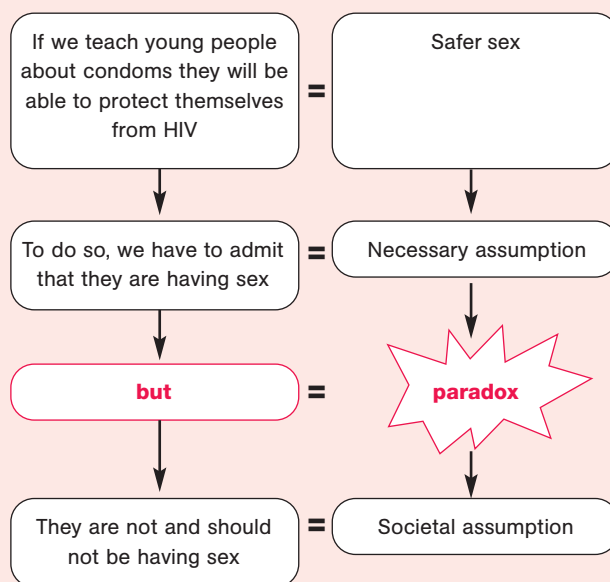 If we teach young people
about condoms they will be
able to protect themselves
from HIV
=
Safer sex
To do so, we have to admit
that they are having sex
=
Necessary assumption
but
=
paradox
They are not and should
not be having sex
=
Societal assumption